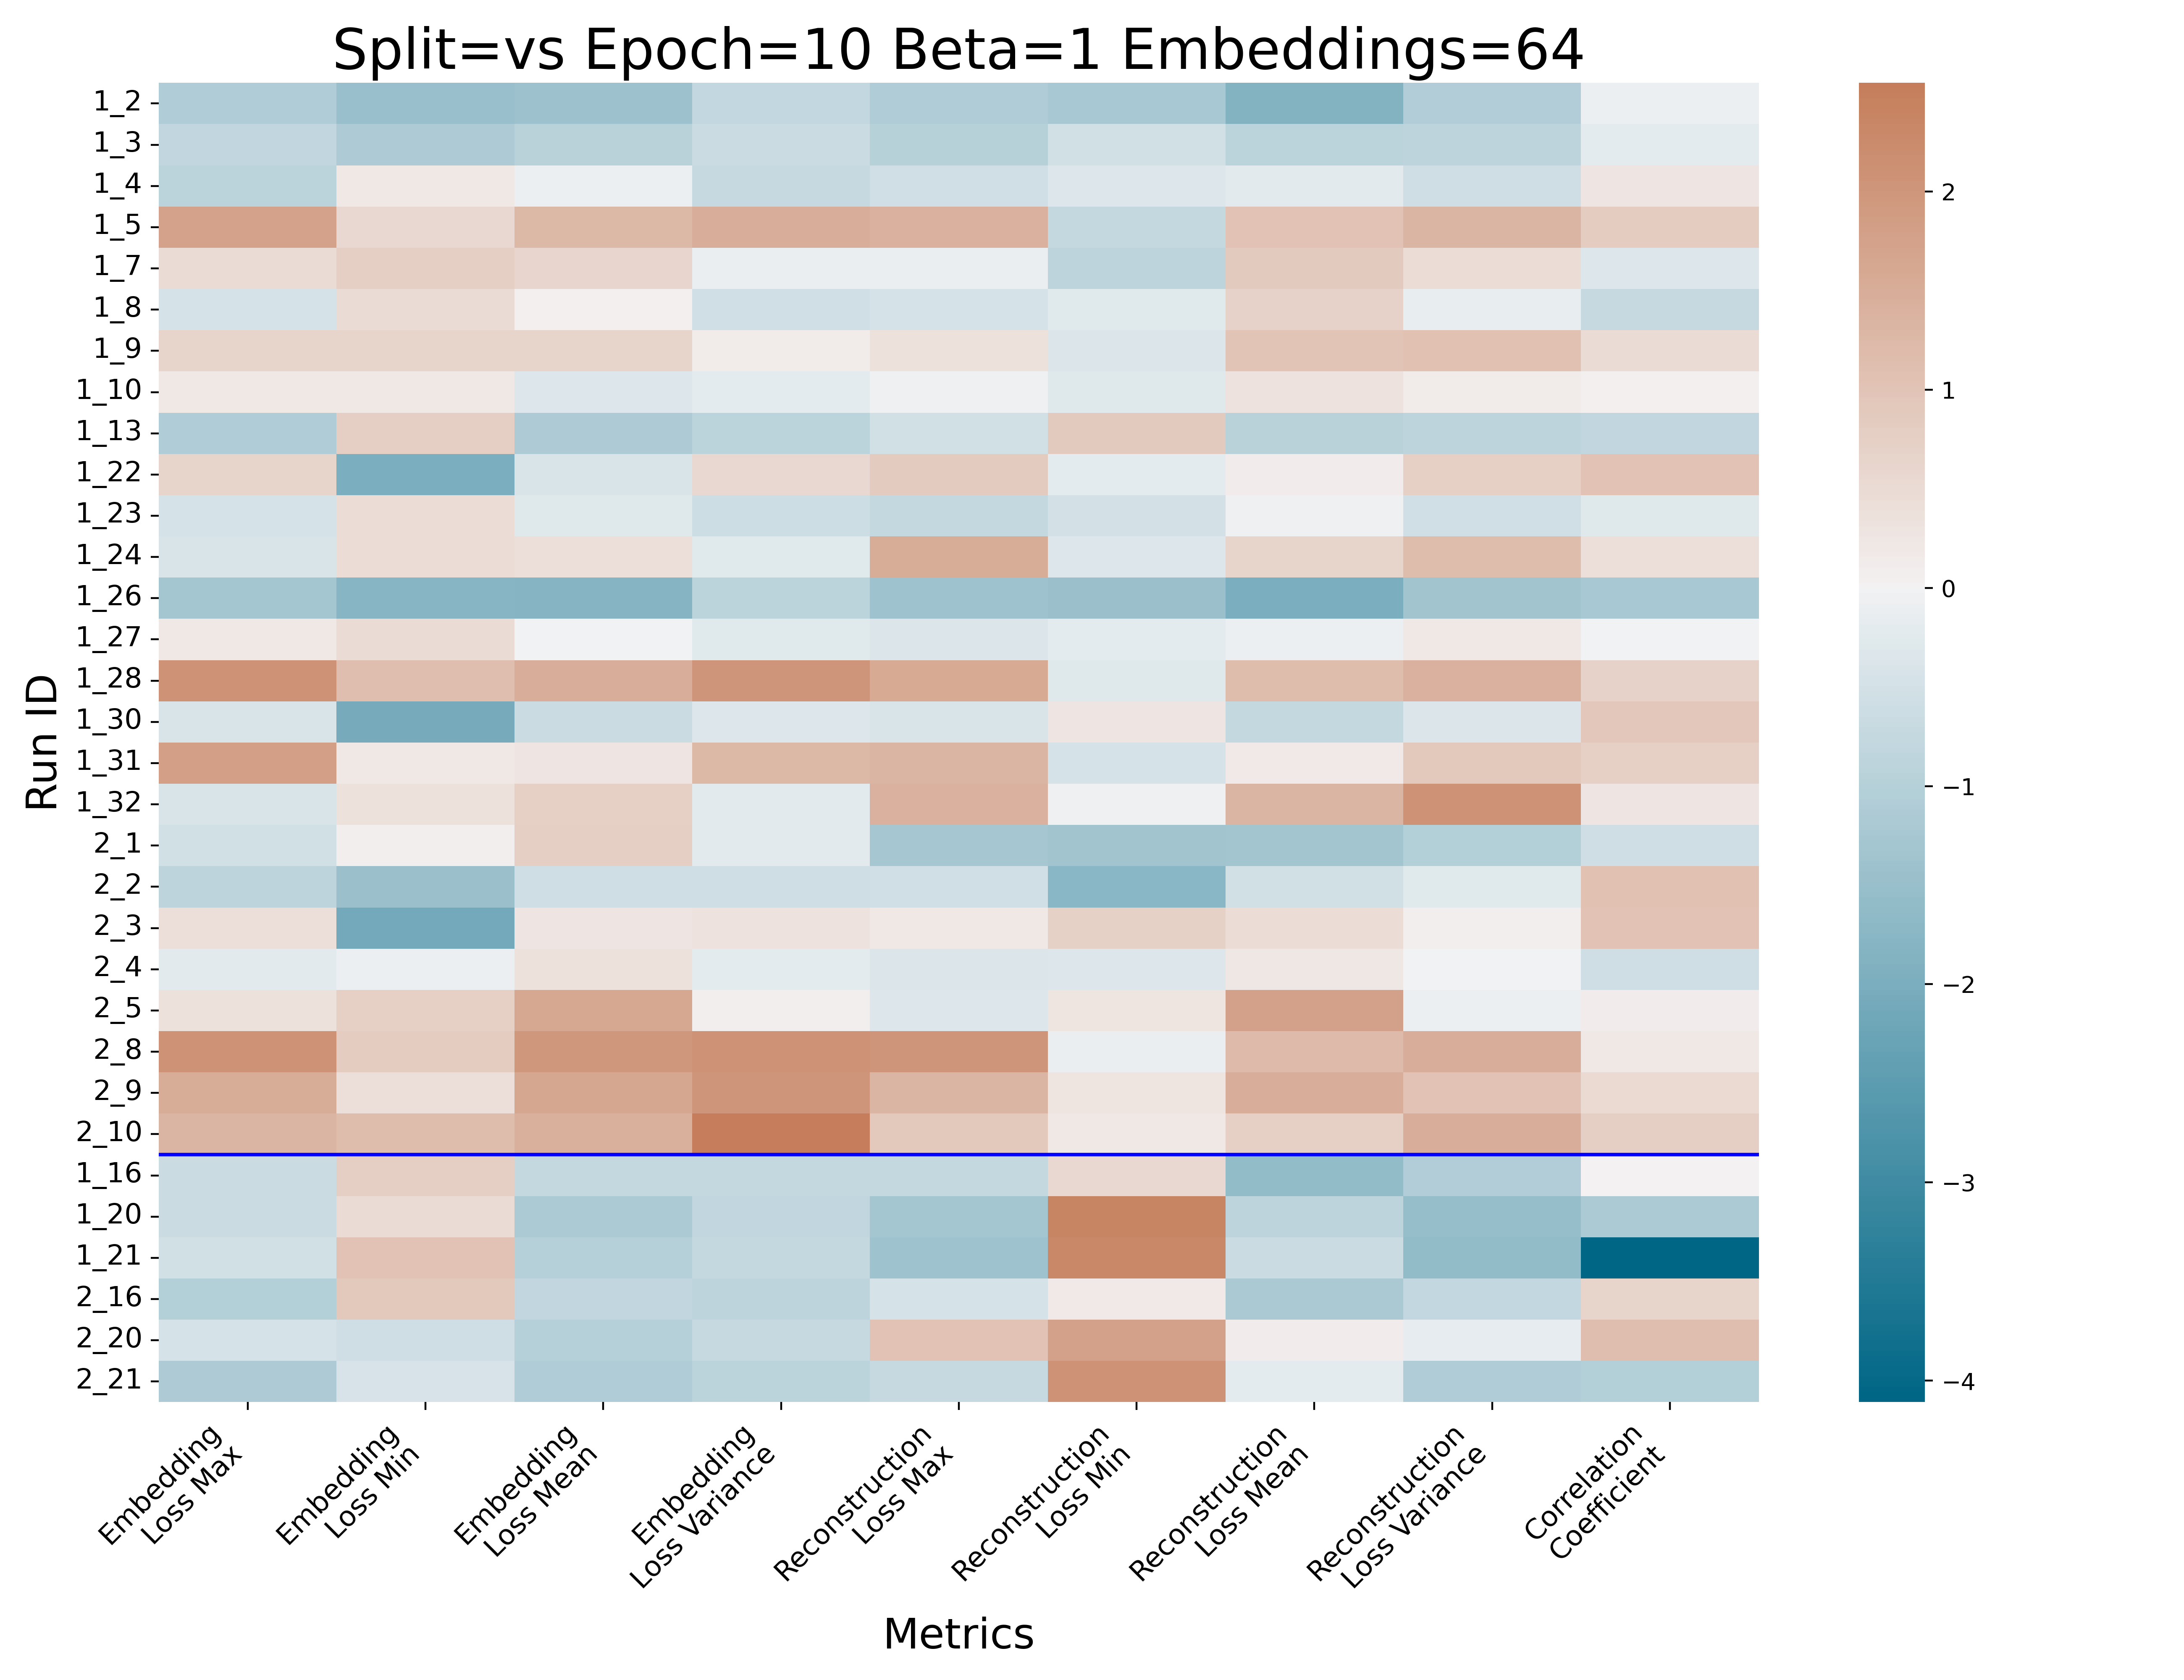 Split=vs Epoch=10 Beta=1 Embeddings=64
Run ID
1_2
1_3
1_4
1_5
1_7
1_8
1_9
1_10
1_13
1_22
1_23
1_24
1_26
1_27
1_28
1_30
1_31
1_32
2_1
2_2
2_3
2_4
2_5
2_8
2_9
2_10
1_16
1_20
1_21
2_16
2_20
2_21
Embedding
Loss Max
Embedding
Loss Min
Embedding
Loss Mean
Embedding
Loss Variance
Reconstruction
Loss Max
Reconstruction
Loss Min
Reconstruction
Loss Mean
Reconstruction
Loss Variance
Correlation
Coefficient
Metrics
2
1
0
−1
−2
−3
−4